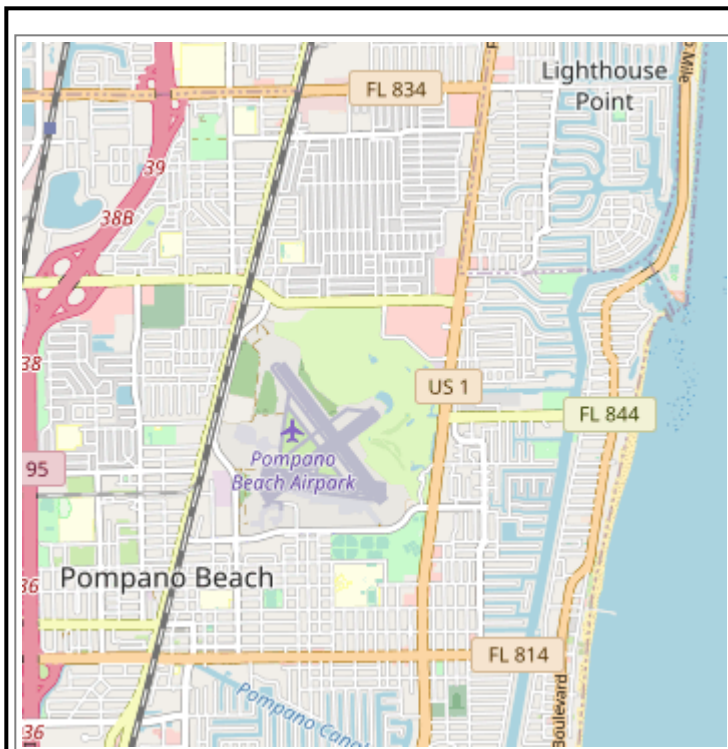 Mile
Lighthouse
Point
FL 834
39
38B
38
US 1
FL 844
95
Pompano
Beach Airpark
Pompano Beach
36
FL 814
Pompano Canal
Boulevard
36